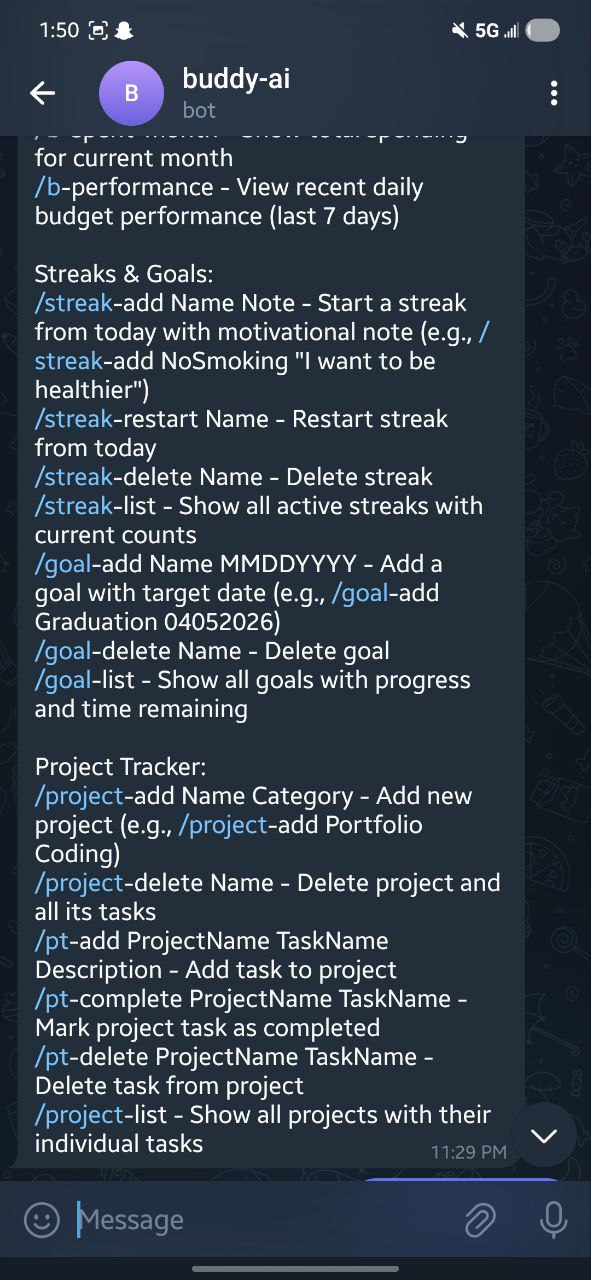 1:50
5G
B
buddy-ai
bot
for current month
/b-performance - View recent daily
budget performance (last 7 days)
Streaks & Goals:
/streak-add Name Note - Start a streak
from today with motivational note (e.g., /
streak-add NoSmoking "I want to be
healthier")
/streak-restart Name - Restart streak
from today
/streak-delete Name - Delete streak
/streak-list - Show all active streaks with
current counts
/goal-add Name MMDDYYYY - Add a
goal with target date (e.g., /goal-add
Graduation 04052026)
/goal-delete Name - Delete goal
/goal-list - Show all goals with progress
and time remaining
Project Tracker:
/project-add Name Category - Add new
project (e.g., /project-add Portfolio
Coding)
/project-delete Name - Delete project and
all its tasks
/pt-add ProjectName TaskName
Description - Add task to project
/pt-complete ProjectName TaskName -
Mark project task as completed
/pt-delete ProjectName TaskName -
Delete task from project
/project-list - Show all projects with their
individual tasks
11:29 PM
Message